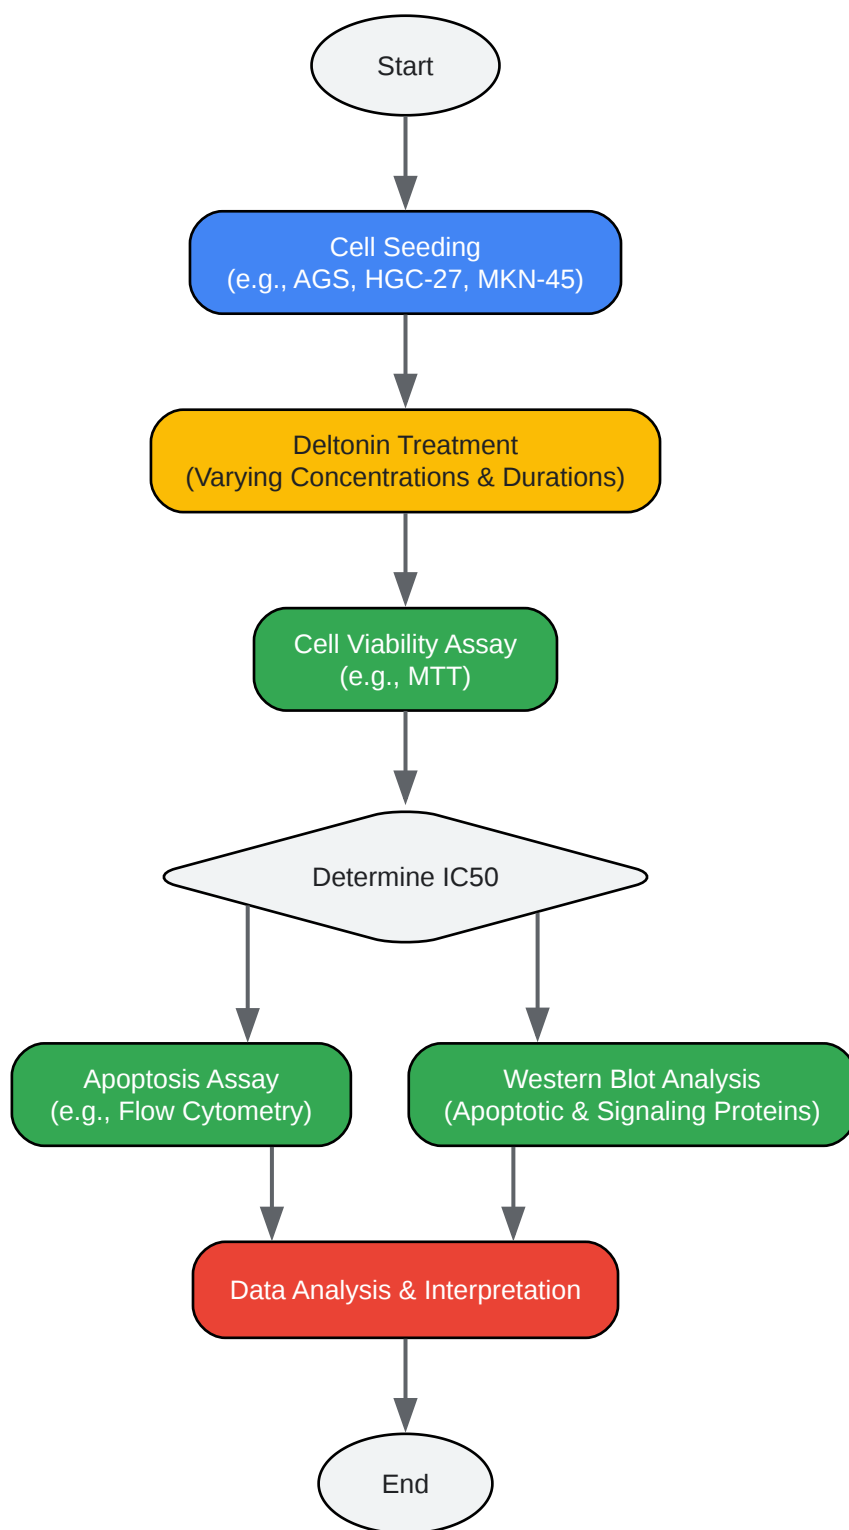 Start
Cell Seeding
(e.g., AGS, HGC-27, MKN-45)
Deltonin Treatment
(Varying Concentrations & Durations)
Cell Viability Assay
(e.g., MTT)
Determine IC50
Apoptosis Assay
(e.g., Flow Cytometry)
Western Blot Analysis
(Apoptotic & Signaling Proteins)
Data Analysis & Interpretation
End